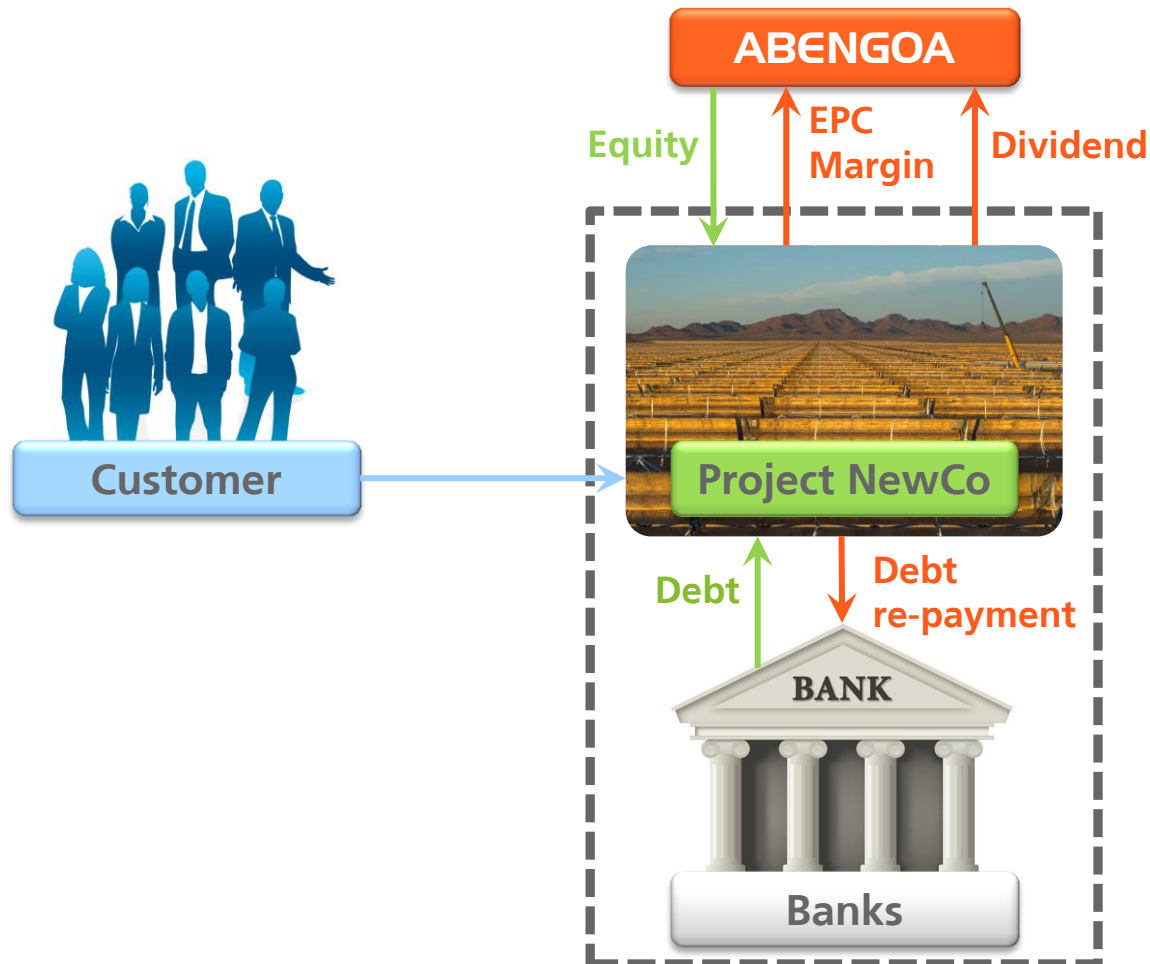 ABENGOA
Equity
EPC
Margin
Dividend
Customer
Project NewCo
Debt
Debt
re-payment
BANK
Banks